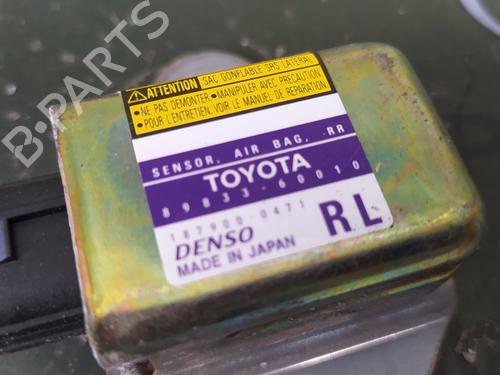 B-PARTS
ATTENTION SAC GONFLABLE SRS LATERAL
•NE PAS DEMONTER •MANIPULER AVEC PRECAUTION
•POUR L'ENTRETIEN, VOIR LE MANUEL DE REPARATION
SENSOR, AIR BAG, .RR
TOYOTA
89833-60010
187900-0471
DENSO RL
MADE IN JAPAN